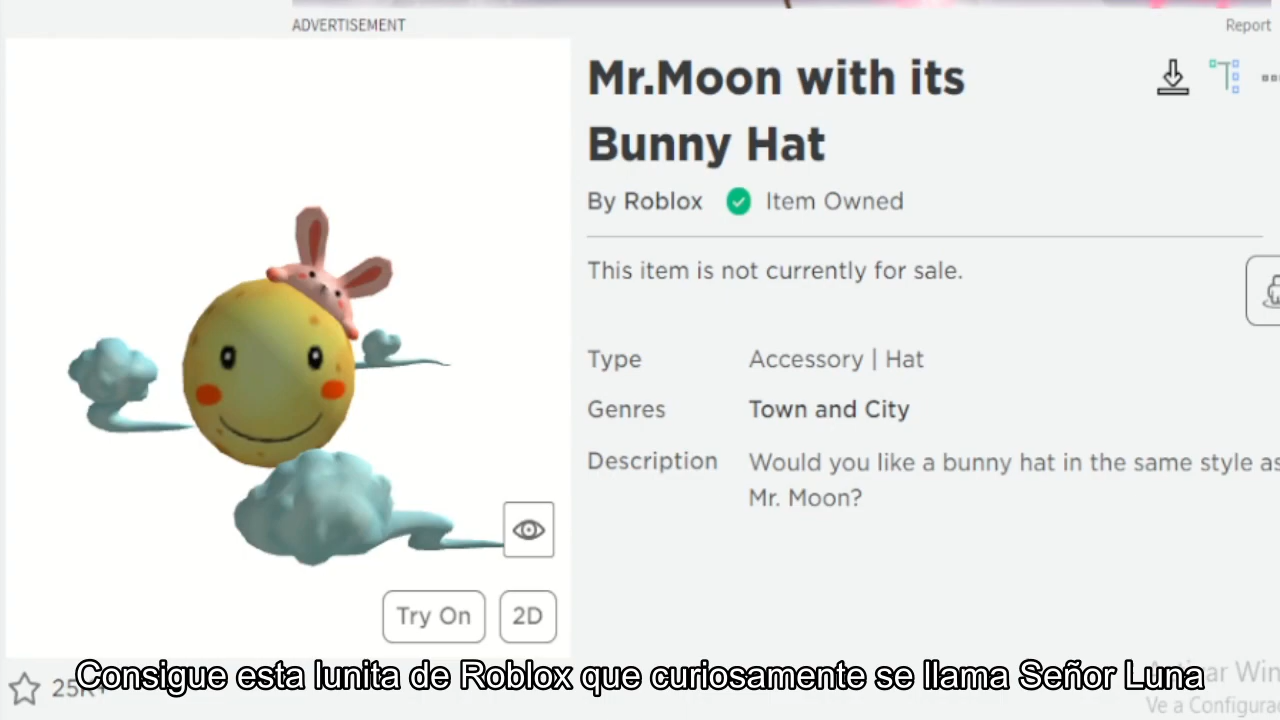 ADVERTISEMENT
Report
Mr.Moon with its
Bunny Hat
By Roblox Item Owned
This item is not currently for sale.
Type Accessory | Hat
Genres Town and City
Description Would you like a bunny hat in the same style as
Mr. Moon?
Try On
2D
25K+
Consigue esta lunita de Roblox que curiosamente se llama Señor Luna
Ve a